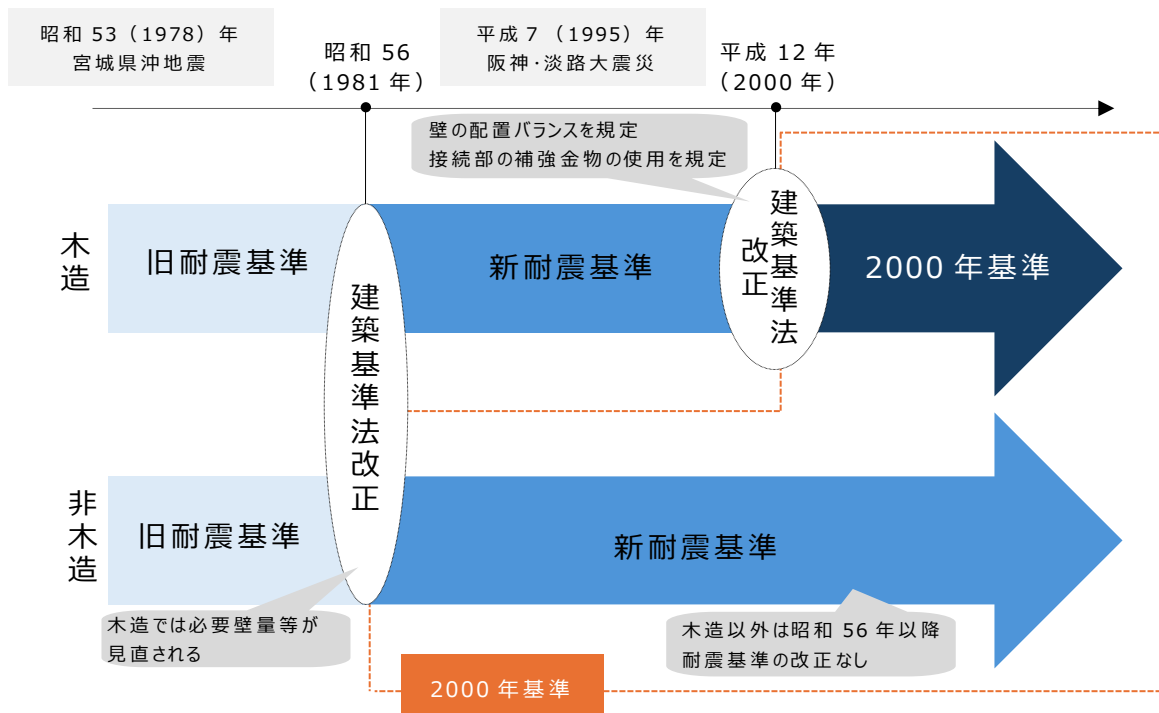 昭和 53（1978）年
宮城県沖地震
昭和 56
（1981 年）
平成 7 （1995）年
阪神・淡路大震災
平成 12 年
（2000 年）
壁の配置バランスを規定
接続部の補強金物の使用を規定
木造
旧耐震基準
新耐震基準
建築基準法
改正
2000 年基準
建築基準法改正
非木造
旧耐震基準
新耐震基準
木造では必要壁量等が
見直される
木造以外は昭和 56 年以降
耐震基準の改正なし
2000 年基準